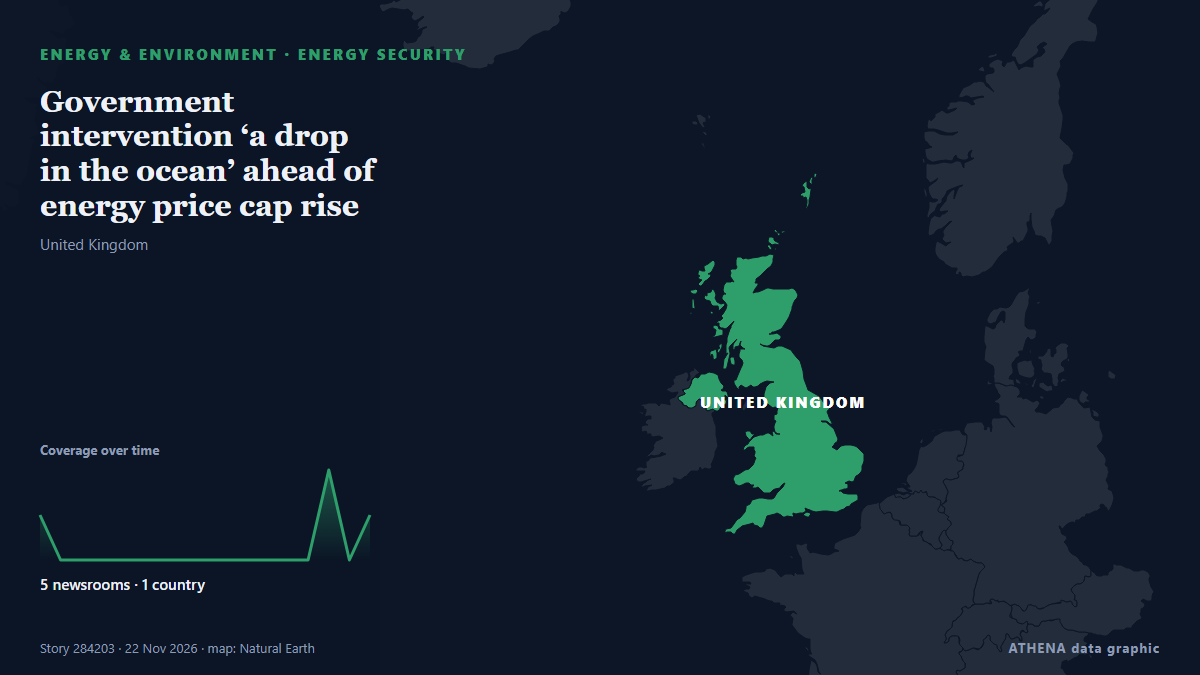 ENERGY & ENVIRONMENT · ENERGY SECURITY
Government
intervention ‘a drop
in the ocean’ ahead of
energy price cap rise
United Kingdom
UNITED KINGDOM
Coverage over time
5 newsrooms · 1 country
Story 284203 · 22 Nov 2026 · map: Natural Earth
ATHENA data graphic